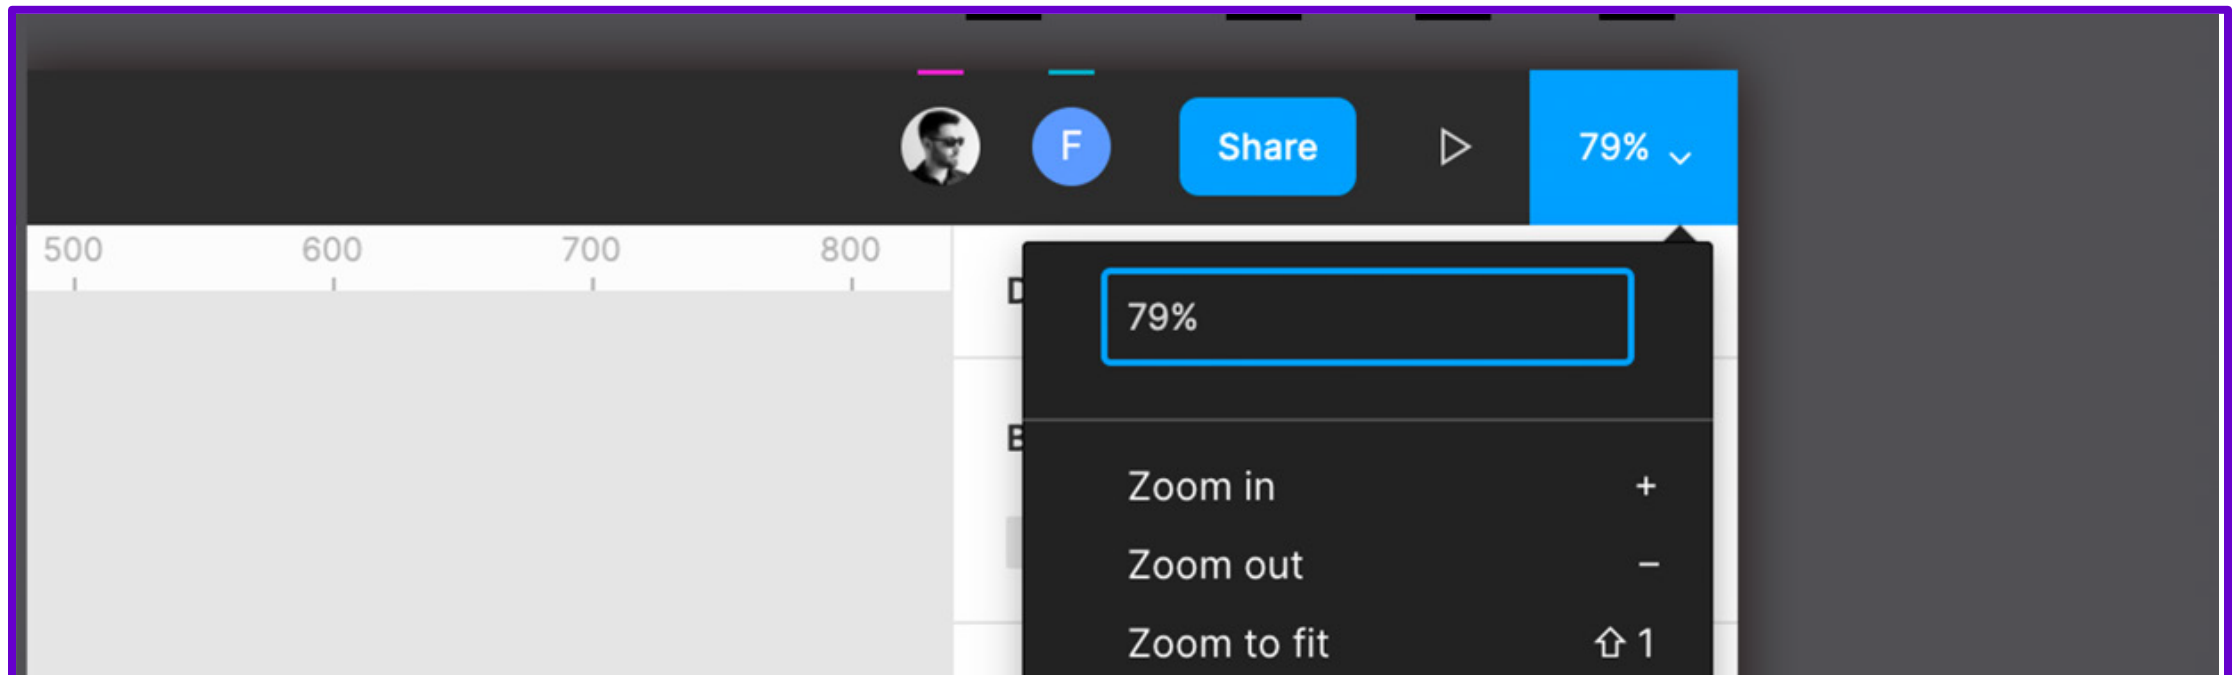 F Share 79%
500 600 700 800
D
79%
B
Zoom in +
Zoom out −
Zoom to fit ⇧ 1